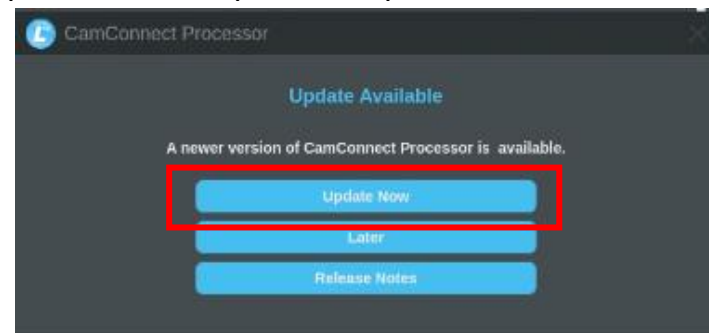 CamConnect Processor
Update Available
A newer version of CamConnect Processor is available.
Update Now
Later
Release Notes